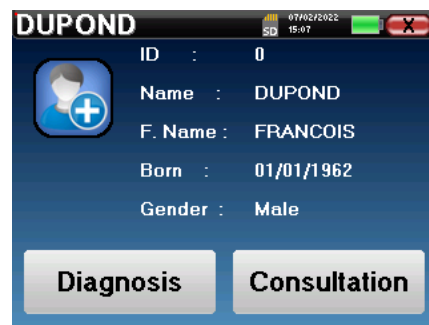 DUPOND
SD 07/02/2022 15:07 X
ID : 0
Name : DUPOND
F. Name : FRANCOIS
Born : 01/01/1962
Gender : Male
Diagnosis Consultation